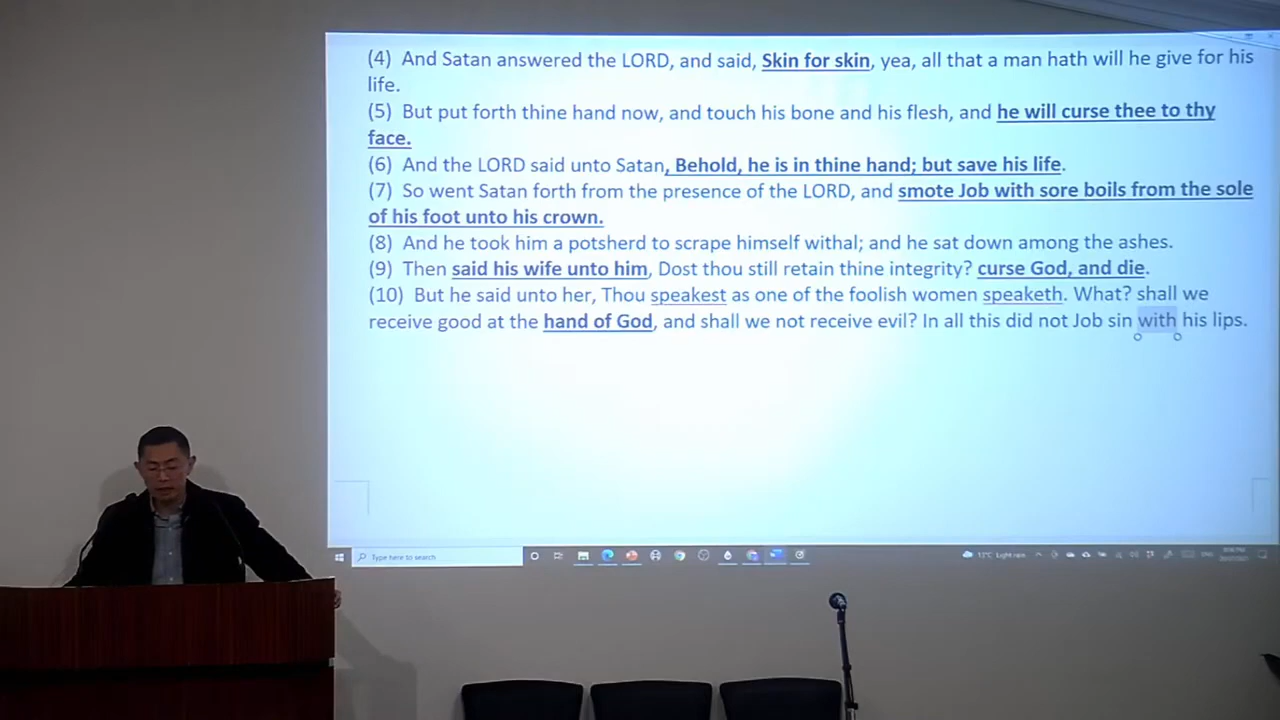 (4) And Satan answered the LORD, and said, Skin for skin, yea, all that a man hath will he give for his
life.
(5) But put forth thine hand now, and touch his bone and his flesh, and he will curse thee to thy
face.
(6) And the LORD said unto Satan, Behold, he is in thine hand; but save his life.
(7) So went Satan forth from the presence of the LORD, and smote Job with sore boils from the sole
of his foot unto his crown.
(8) And he took him a potsherd to scrape himself withal; and he sat down among the ashes.
(9) Then said his wife unto him, Dost thou still retain thine integrity? curse God, and die.
(10) But he said unto her, Thou speakest as one of the foolish women speaketh. What? shall we
receive good at the hand of God, and shall we not receive evil? In all this did not Job sin with his lips.
Type here to search